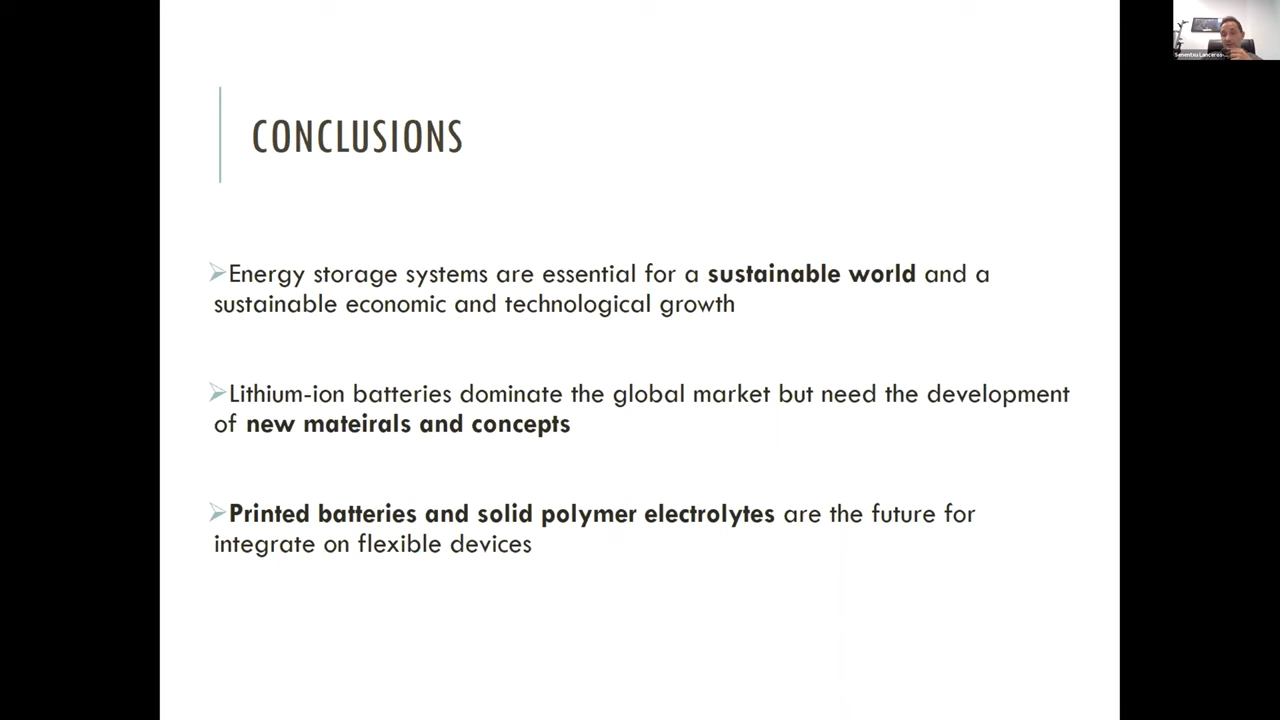 CONCLUSIONS
➢Energy storage systems are essential for a sustainable world and a
sustainable economic and technological growth
➢Lithium-ion batteries dominate the global market but need the development
of new mateirals and concepts
➢Printed batteries and solid polymer electrolytes are the future for
integrate on flexible devices
Senentxu Lanceros